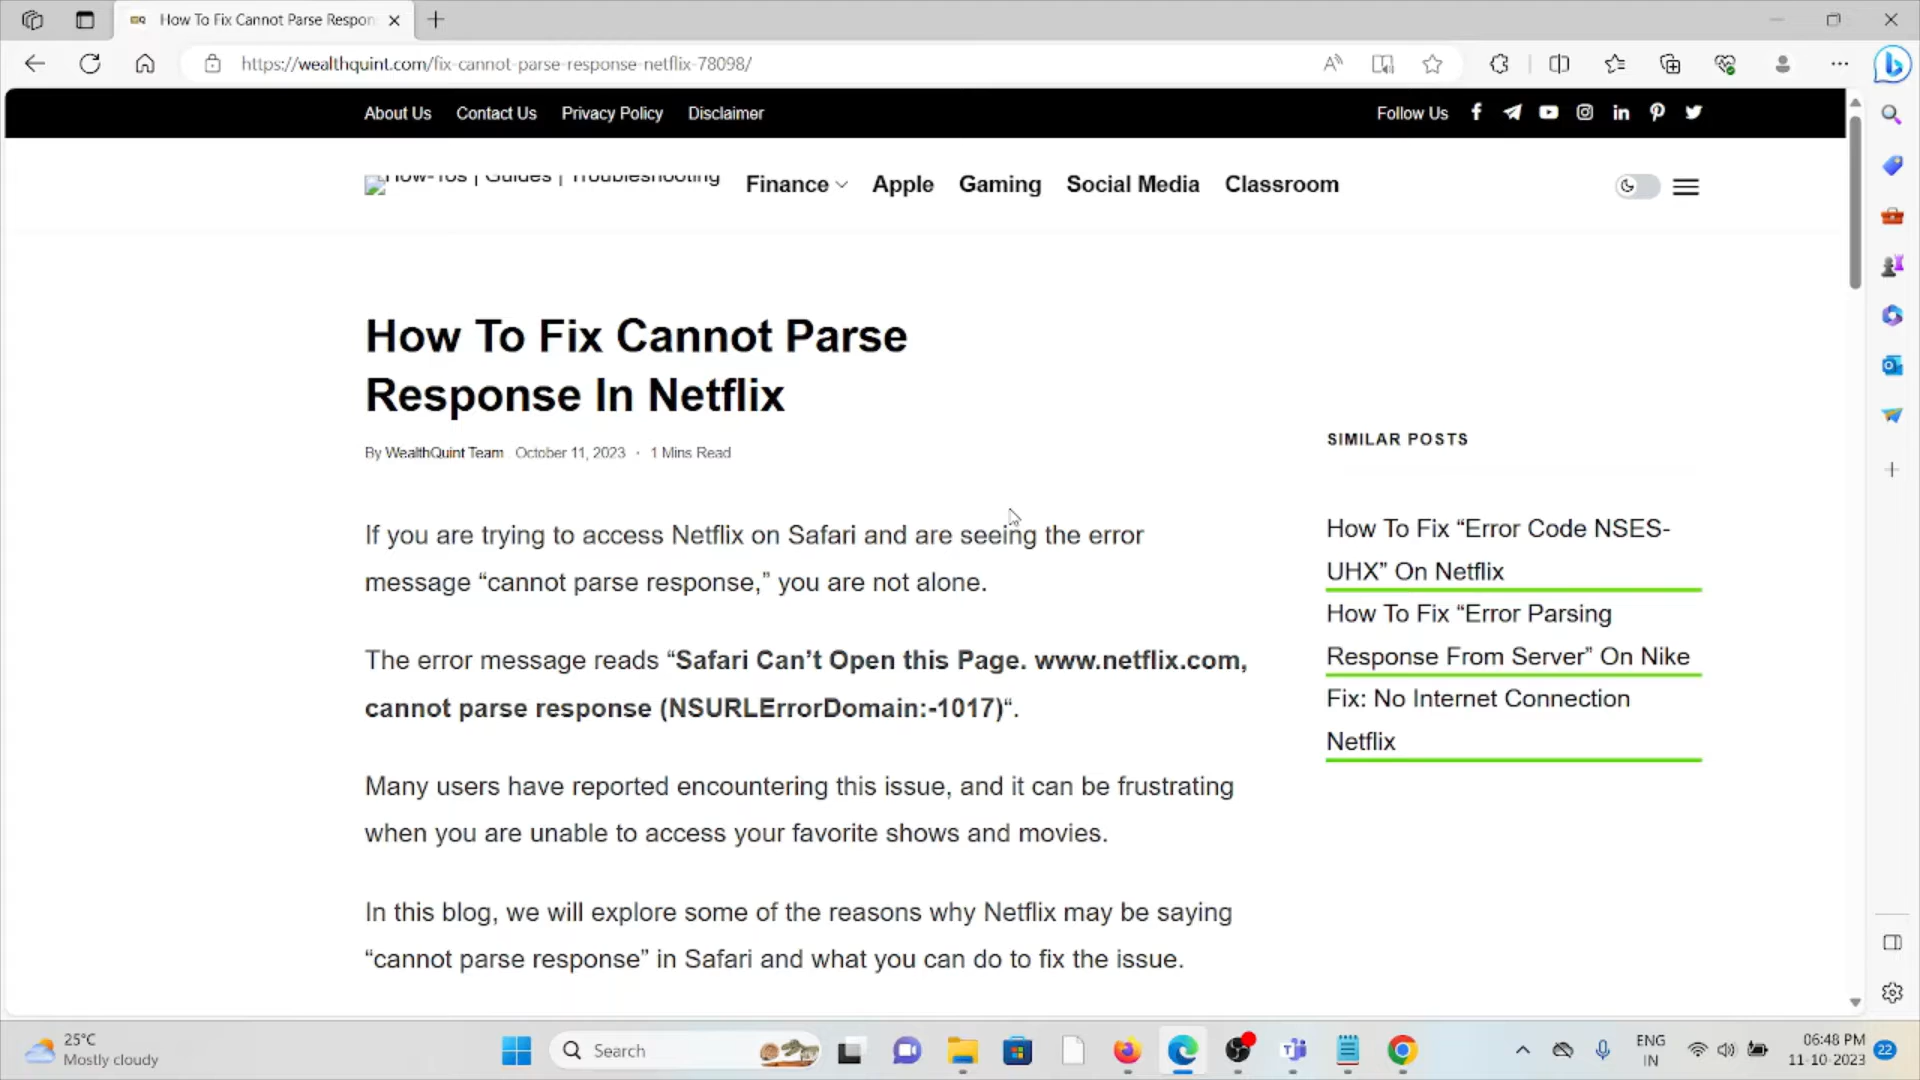 How To Fix Cannot Parse Respon
https://wealthquint.com/fix-cannot-parse-response-netflix-78098/
About Us Contact Us Privacy Policy Disclaimer
Follow Us
How-Tos | Guides | Troubleshooting
Finance Apple Gaming Social Media Classroom
How To Fix Cannot Parse
Response In Netflix
By WealthQuint Team October 11, 2023 · 1 Mins Read
If you are trying to access Netflix on Safari and are seeing the error
message “cannot parse response,” you are not alone.
The error message reads “Safari Can’t Open this Page. www.netflix.com,
cannot parse response (NSURLErrorDomain:-1017)“.
Many users have reported encountering this issue, and it can be frustrating
when you are unable to access your favorite shows and movies.
In this blog, we will explore some of the reasons why Netflix may be saying
“cannot parse response” in Safari and what you can do to fix the issue.
SIMILAR POSTS
How To Fix “Error Code NSES-
UHX” On Netflix
How To Fix “Error Parsing
Response From Server” On Nike
Fix: No Internet Connection
Netflix
25°C
Mostly cloudy
Search
ENG
IN
06:48 PM
11-10-2023
22